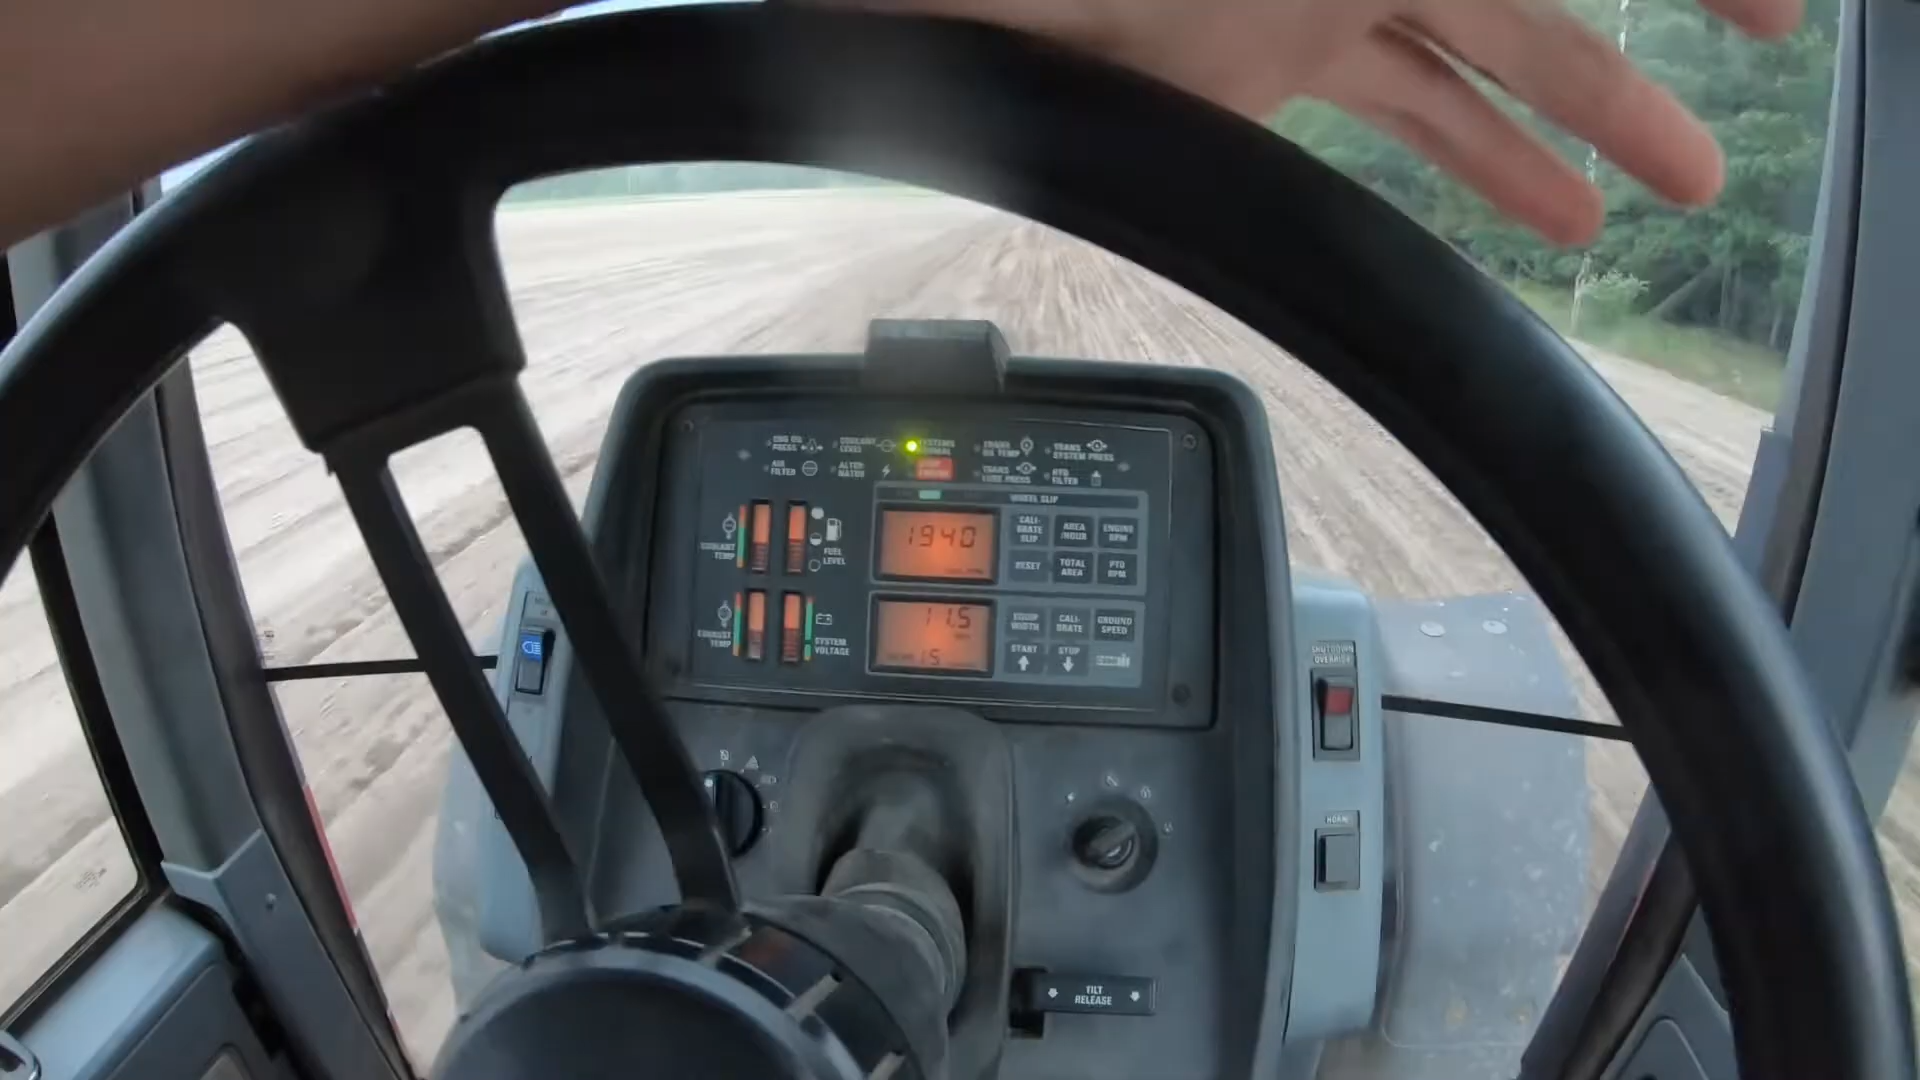 ENG OIL
PRESS
COOLANT
LEVEL
SYSTEMS
NORMAL
TRANS
OIL TEMP
TRANS
SYSTEM PRESS
AIR
FILTER
ALTER
NATOR
STOP
ENGINE
TRANS
LUBE PRESS
HYD
FILTER
WHEEL SLIP
1940
CALI-
BRATE
SLIP
AREA
/HOUR
ENGINE
RPM
RESET
TOTAL
AREA
PTO
RPM
COOLANT
TEMP
FUEL
LEVEL
EXHAUST
TEMP
SYSTEM
VOLTAGE
11.5
15
EQUIP
WIDTH
CALI-
BRATE
GROUND
SPEED
START
STOP
SHUTDOWN
OVERRIDE
HORN
TILT
RELEASE